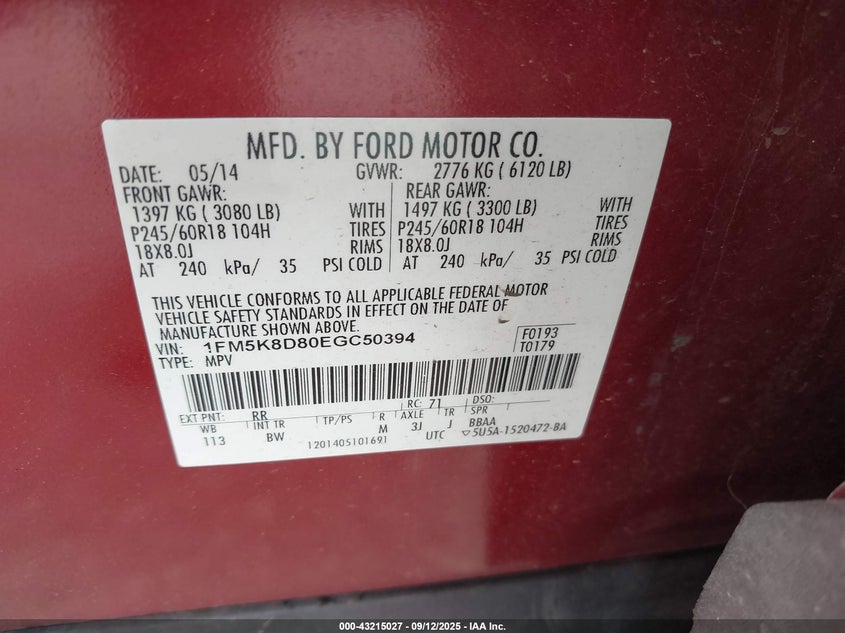 MFD. BY FORD MOTOR CO.
DATE: 05/14 GVWR: 2776 KG ( 6120 LB)
FRONT GAWR: REAR GAWR:
1397 KG ( 3080 LB) WITH 1497 KG ( 3300 LB) WITH
P245/60R18 104H TIRES P245/60R18 104H TIRES
18X8.0J RIMS 18X8.0J RIMS
AT 240 kPa/ 35 PSI COLD AT 240 kPa/ 35 PSI COLD
THIS VEHICLE CONFORMS TO ALL APPLICABLE FEDERAL MOTOR
VEHICLE SAFETY STANDARDS IN EFFECT ON THE DATE OF
MANUFACTURE SHOWN ABOVE.
VIN: 1FM5K8D80EGC50394 F0193
TYPE: MPV T0179
EXT PNT: RR RC: 71 DSO:
WB INT TR TP/PS R AXLE TR SPR
113 BW M 3J J BBAA
1201405101691 UTC ▽5U5A-1520472-BA
000-43215027 - 09/12/2025 - IAA Inc.